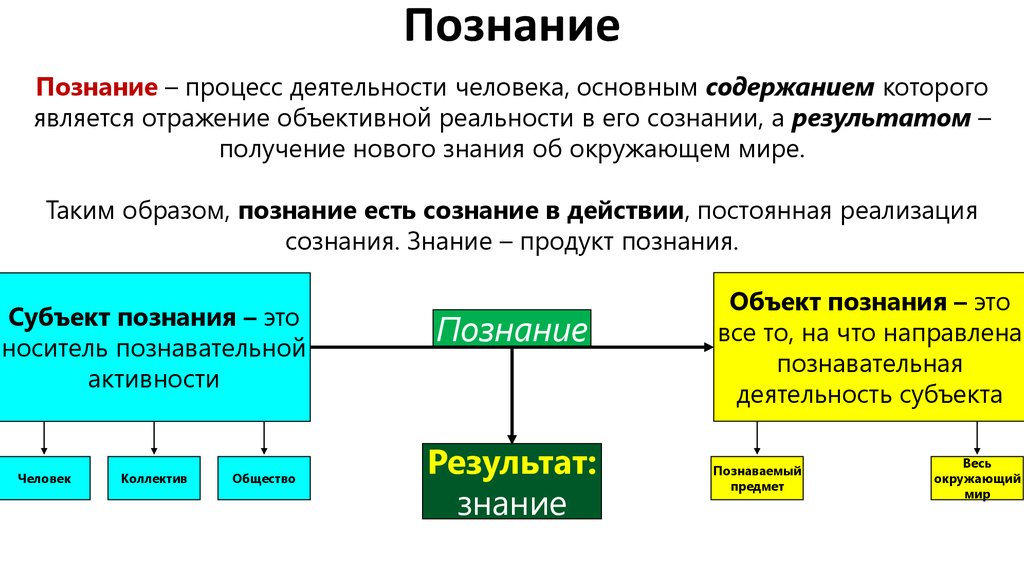 Познание
Познание – процесс деятельности человека, основным содержанием которого
является отражение объективной реальности в его сознании, а результатом –
получение нового знания об окружающем мире.
Таким образом, познание есть сознание в действии, постоянная реализация
сознания. Знание – продукт познания.
Субъект познания – это
носитель познавательной
активности
Познание
Объект познания – это
все то, на что направлена
познавательная
деятельность субъекта
Человек
Коллектив
Общество
Результат:
знание
Познаваемый
предмет
Весь
окружающий
мир